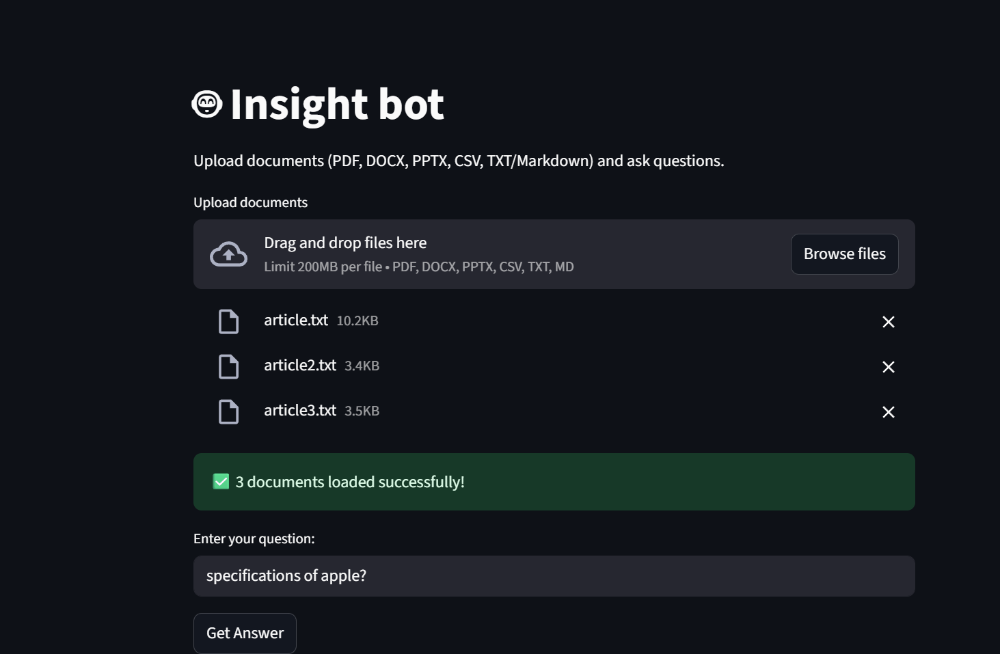 Insight bot
Upload documents (PDF, DOCX, PPTX, CSV, TXT/Markdown) and ask questions.
Upload documents
Drag and drop files here
Limit 200MB per file • PDF, DOCX, PPTX, CSV, TXT, MD
Browse files
article.txt 10.2KB
article2.txt 3.4KB
article3.txt 3.5KB
✅ 3 documents loaded successfully!
Enter your question:
specifications of apple?
Get Answer